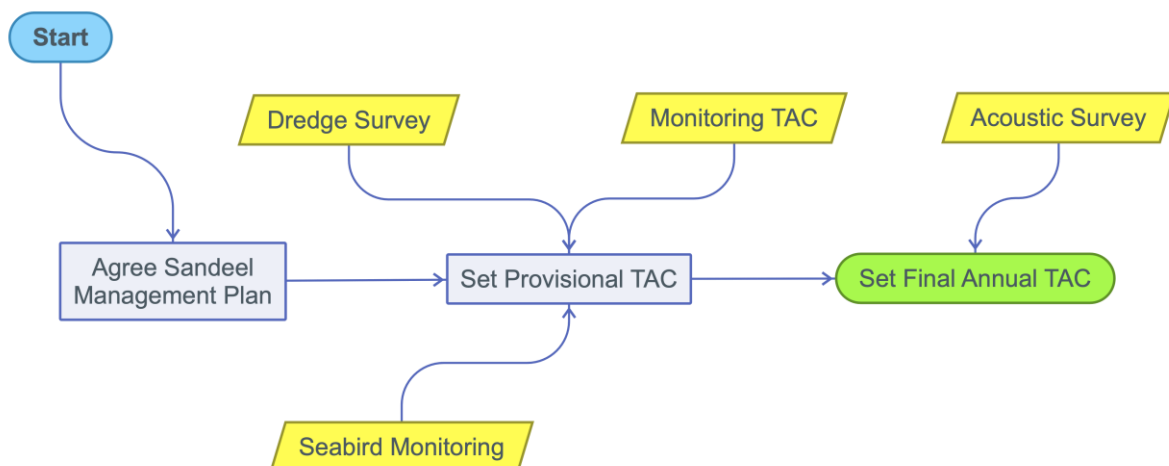 Start
Dredge Survey
Monitoring TAC
Acoustic Survey
Agree Sandeel
Management Plan
Set Provisional TAC
Set Final Annual TAC
Seabird Monitoring